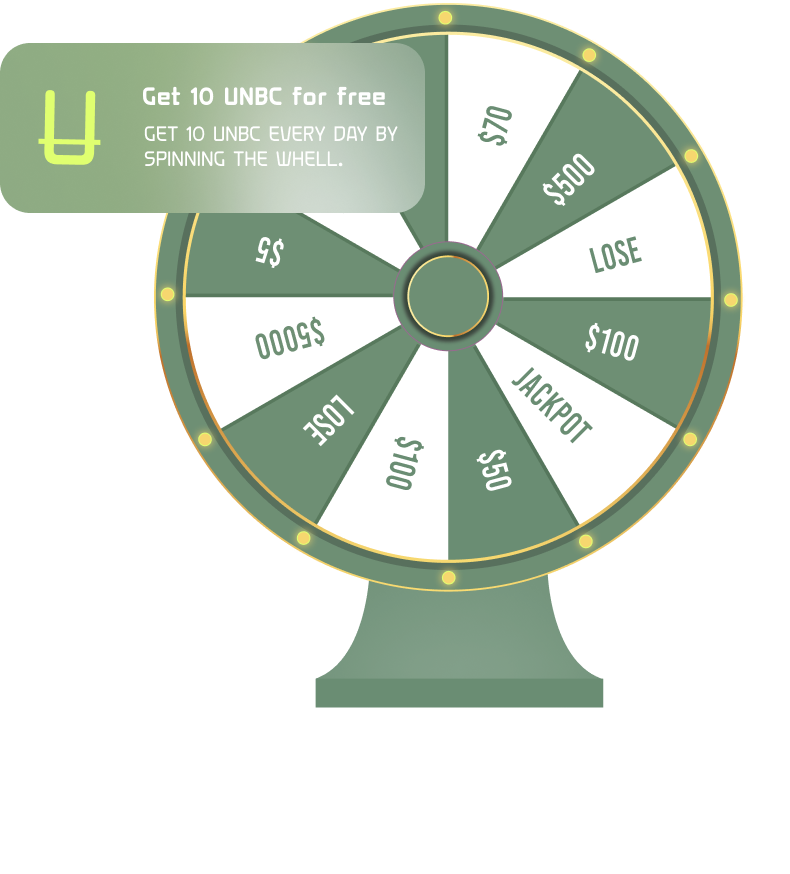 Get 10 UNBC for free
GET 10 UNBC EVERY DAY BY
SPINNING THE WHELL.
$70
$500
LOSE
$100
JACKPOT
$50
$100
LOSE
$5000
$5